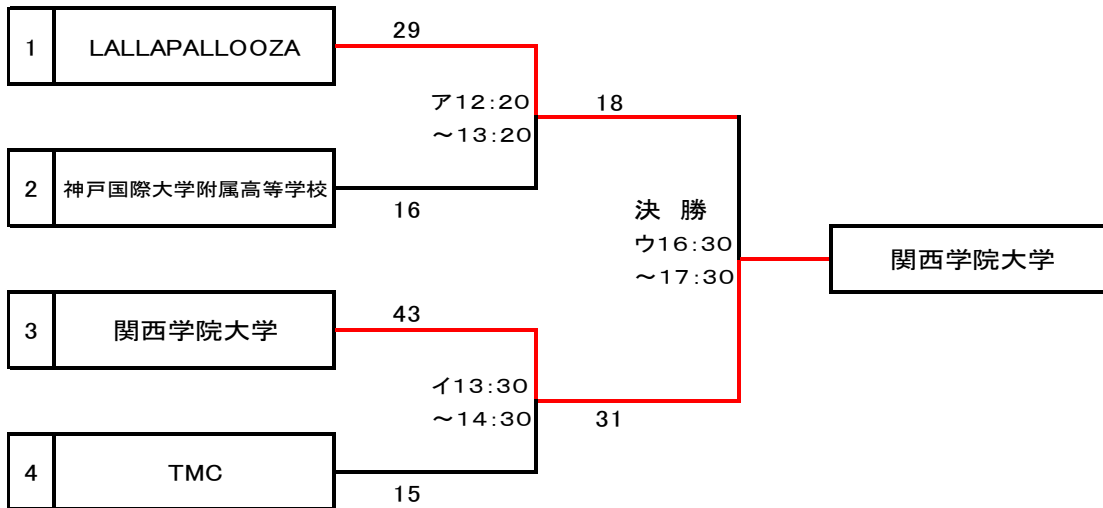 1 LALLAPALLOOZA
29
ア12:20
～13:20
18
2 神戸国際大学附属高等学校
16
決 勝
ウ16:30
～17:30
関西学院大学
3 関西学院大学
43
イ13:30
～14:30
31
4 TMC
15